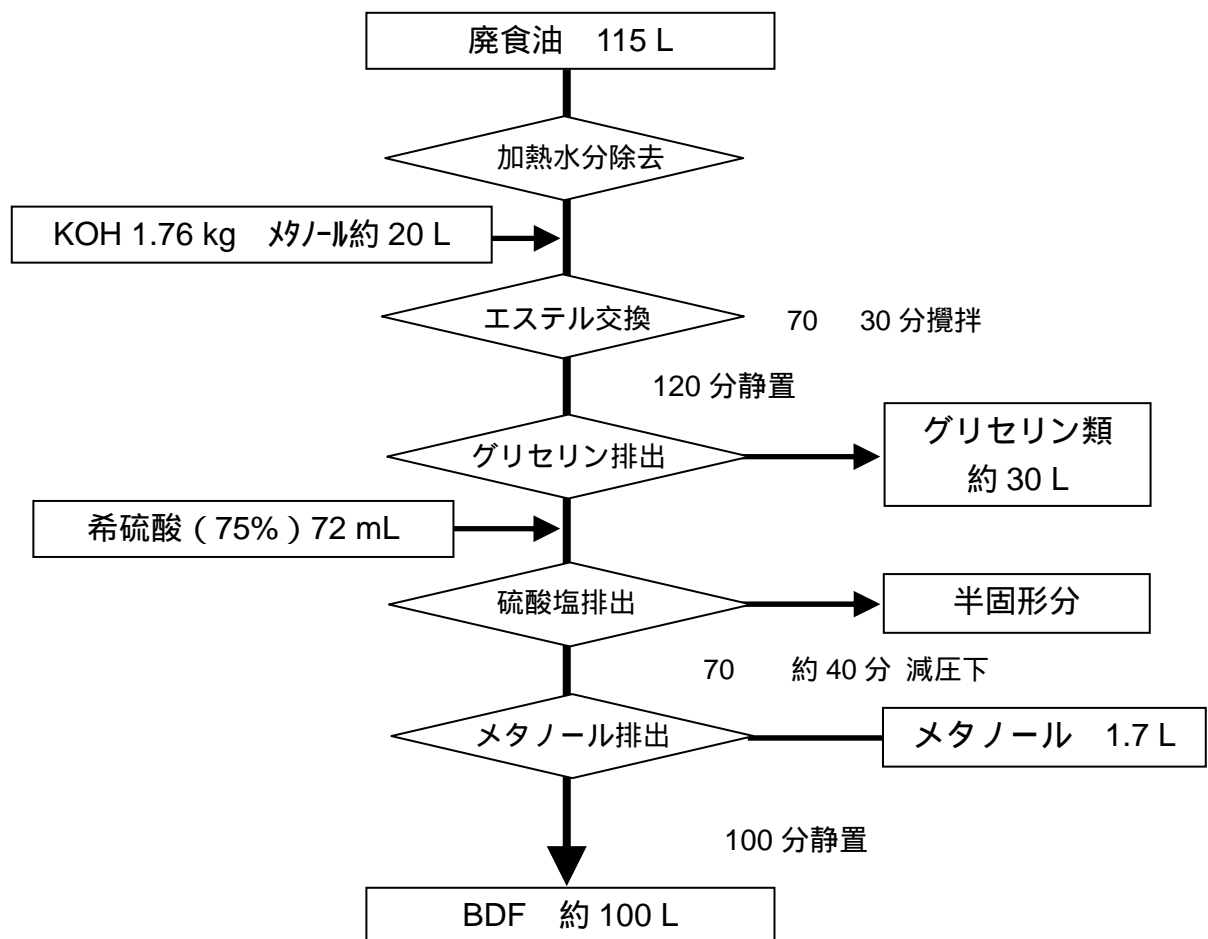 廃食油　115 L
加熱水分除去
KOH 1.76 kg　ﾒﾀﾉｰﾙ約 20 L
エステル交換
70　30 分攪拌
120 分静置
グリセリン排出
グリセリン類
約 30 L
希硫酸（75%）72 mL
硫酸塩排出
半固形分
70　約 40 分 減圧下
メタノール排出
メタノール　1.7 L
100 分静置
BDF　約 100 L